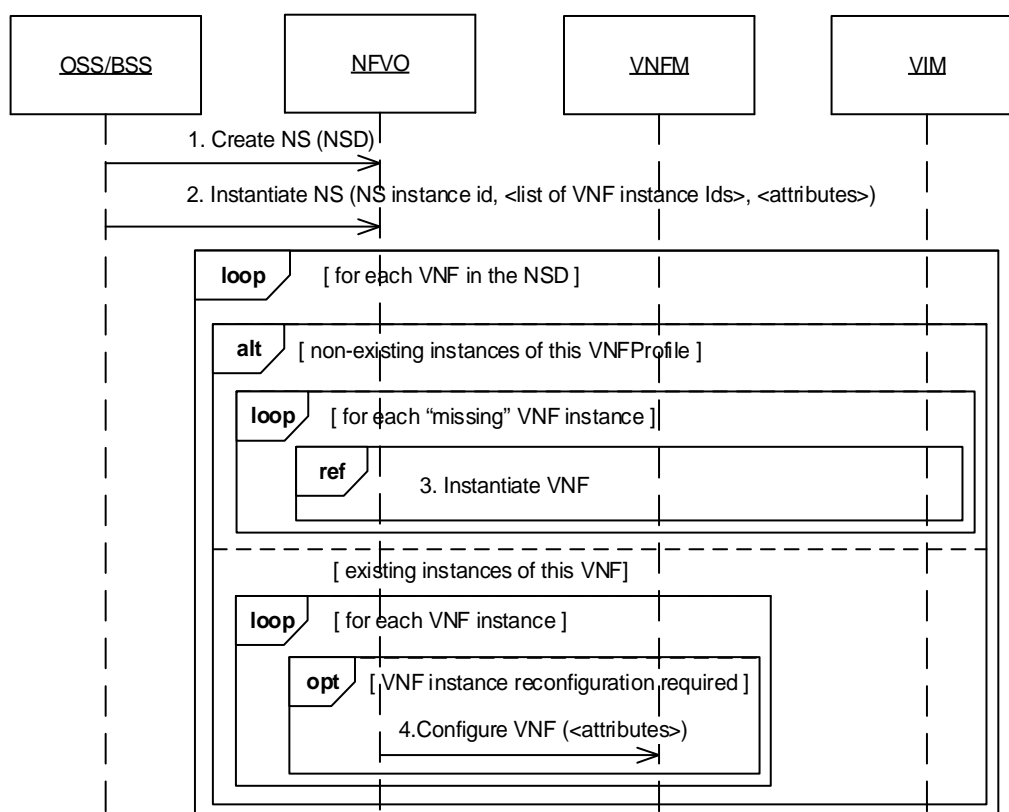 OSS/BSS
NFVO
VNFM
VIM
1. Create NS (NSD)
2. Instantiate NS (NS instance id, <list of VNF instance Ids>, <attributes>)
loop [ for each VNF in the NSD ]
alt [ non-existing instances of this VNFProfile ]
loop [ for each “missing” VNF instance ]
ref
3. Instantiate VNF
[ existing instances of this VNF]
loop [ for each VNF instance ]
opt [ VNF instance reconfiguration required ]
4.Configure VNF (<attributes>)